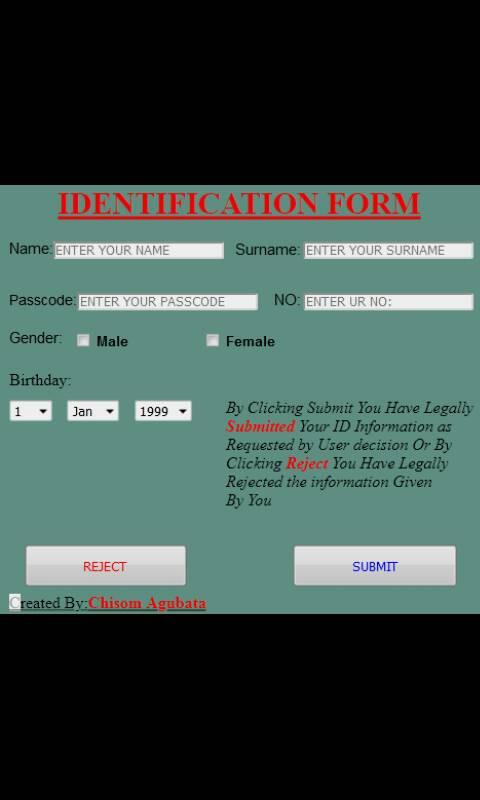 IDENTIFICATION FORM
Name: ENTER YOUR NAME Surname: ENTER YOUR SURNAME
Passcode: ENTER YOUR PASSCODE NO: ENTER UR NO:
Gender: Male Female
Birthday:
1 Jan 1999
By Clicking Submit You Have Legally
Submitted Your ID Information as
Requested by User decision Or By
Clicking Reject You Have Legally
Rejected the information Given
By You
REJECT SUBMIT
Created By:Chisom Agubata